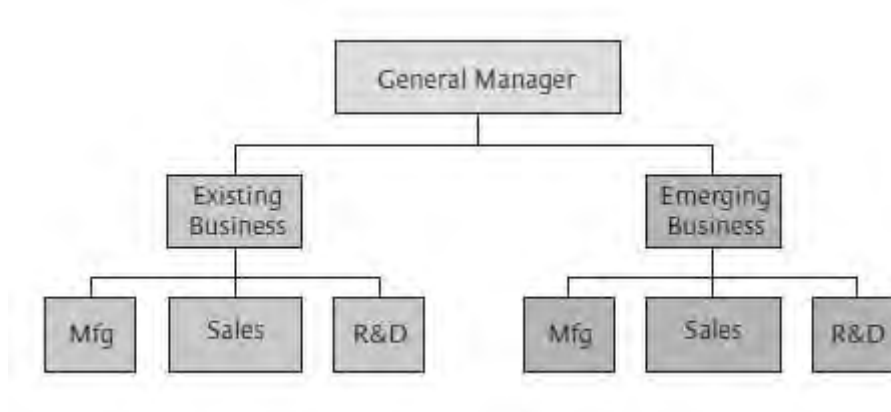 General Manager
Existing
Business
Emerging
Business
Mfg
Sales
R&D
Mfg
Sales
R&D